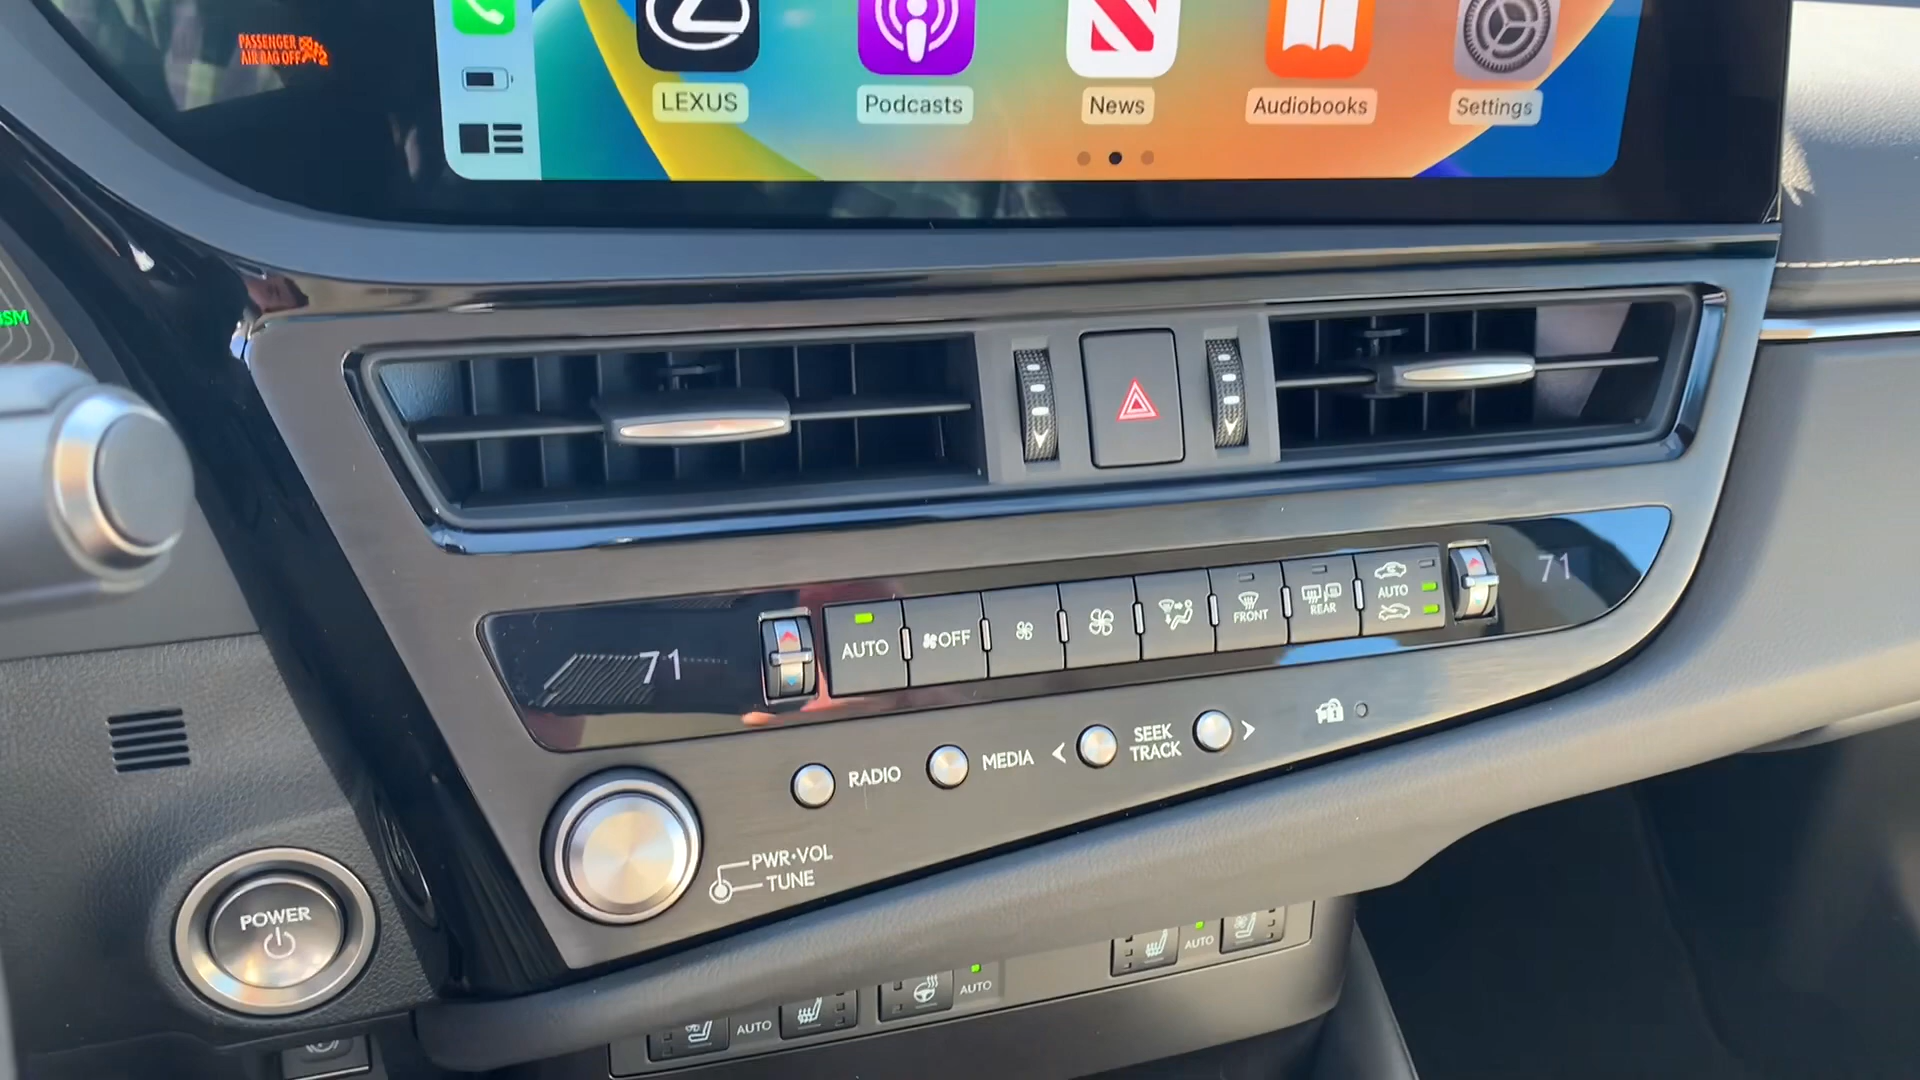 PASSENGER
AIR BAG OFF
LEXUS
Podcasts
News
Audiobooks
Settings
71
AUTO
OFF
FRONT
REAR
AUTO
71
RADIO
MEDIA
<
SEEK
TRACK
>
PWR•VOL
TUNE
POWER
AUTO
AUTO
AUTO